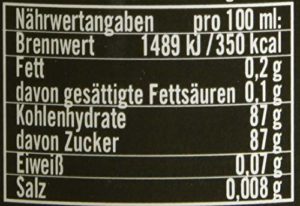 Nährwertangaben pro 100 ml:
Brennwert 1489 kJ / 350 kcal
Fett 0,2 g
davon gesättigte Fettsäuren 0,1 g
Kohlenhydrate 87 g
davon Zucker 87 g
Eiweiß 0,07 g
Salz 0,008 g